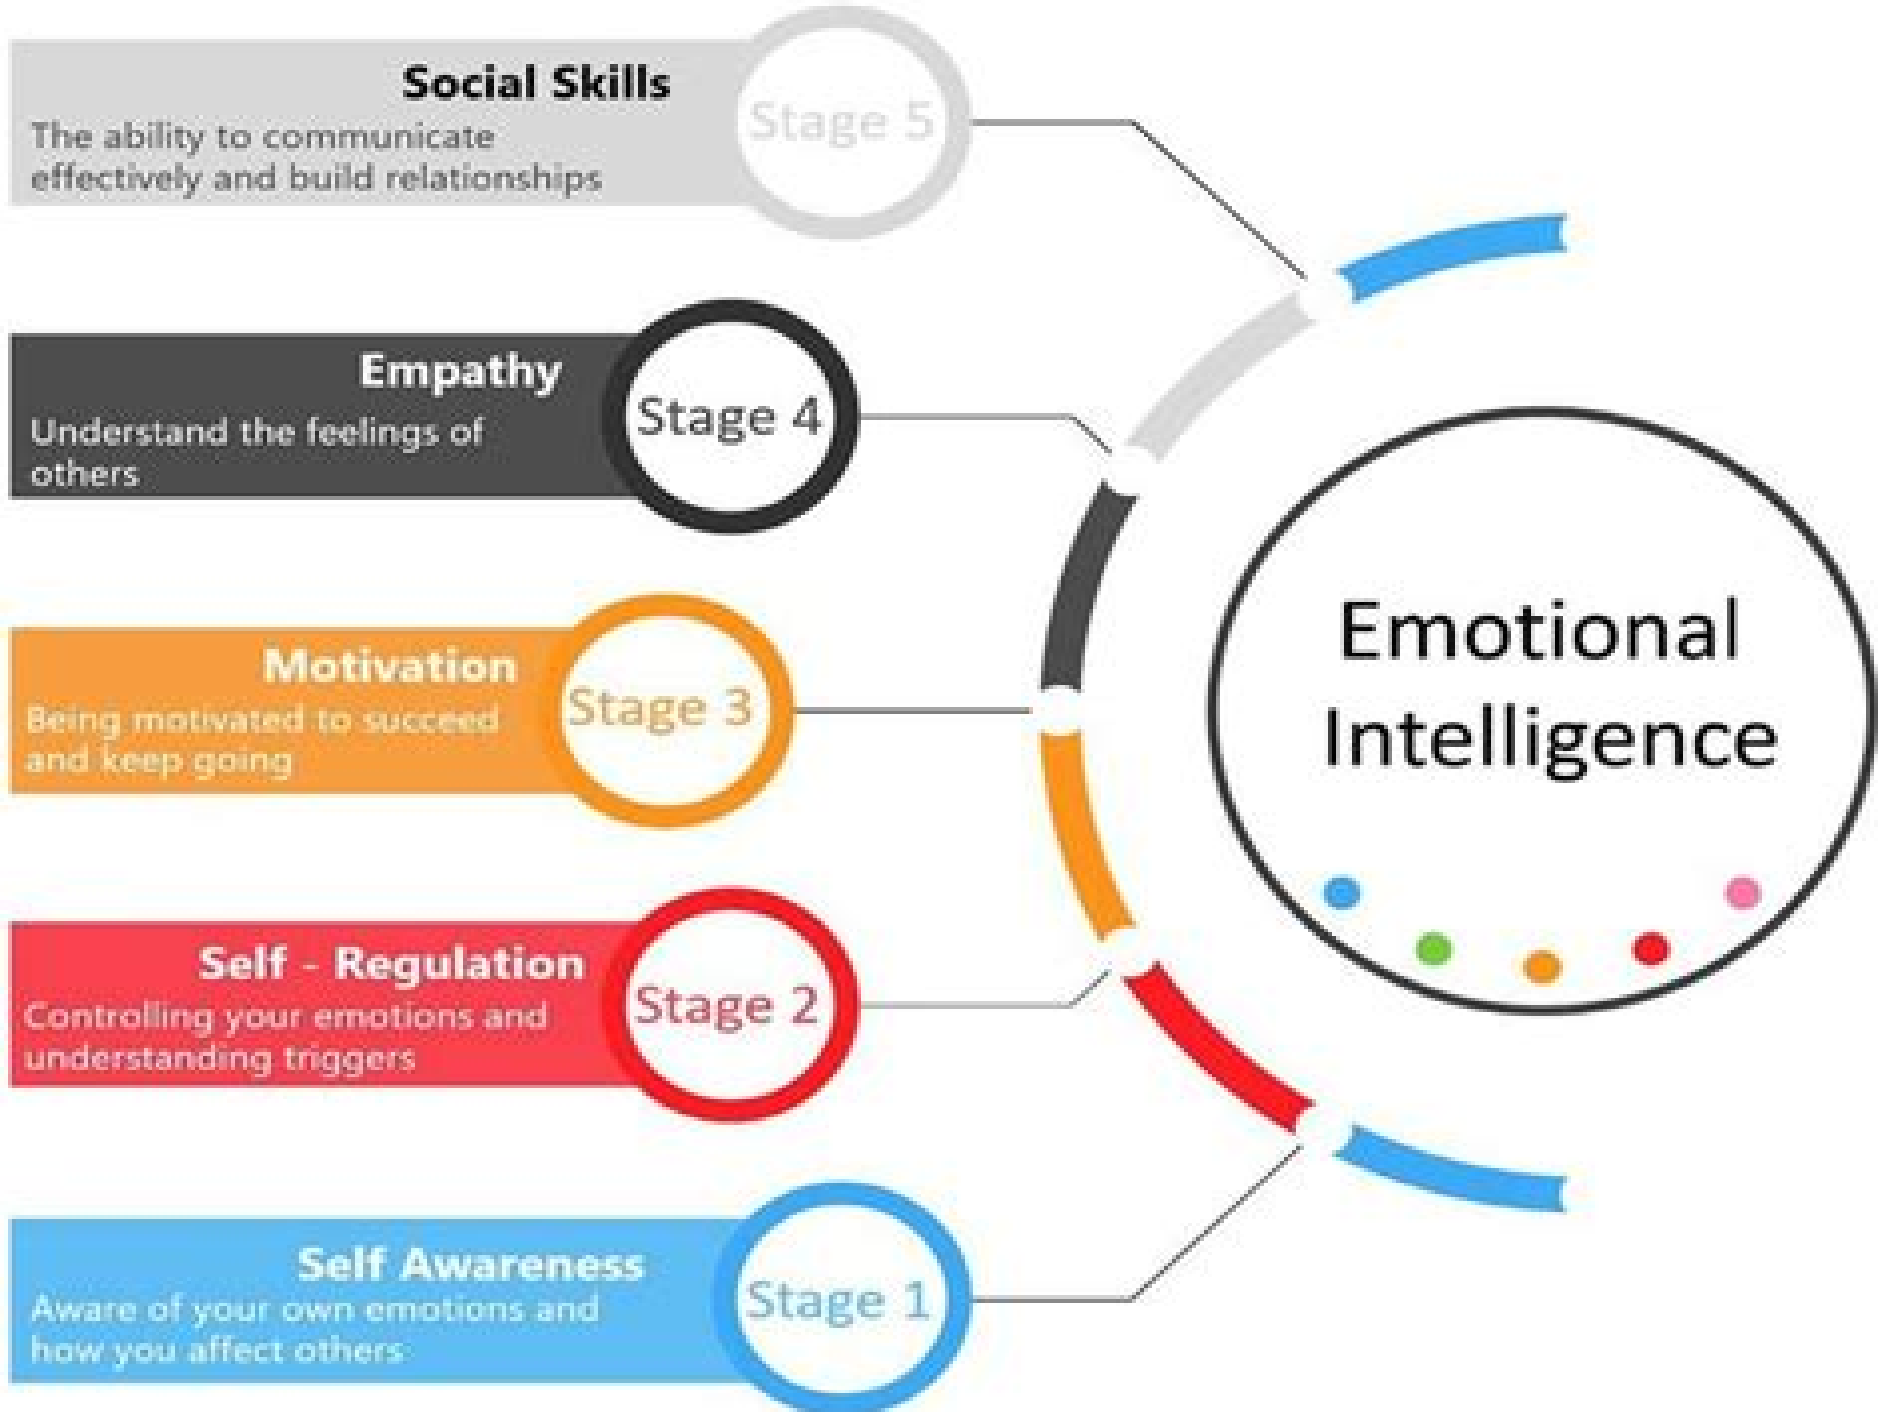 Social Skills
The ability to communicate
effectively and build relationships
Stage 5
Empathy
Understand the feelings of
others
Stage 4
Motivation
Being motivated to succeed
and keep going
Stage 3
Self - Regulation
Controlling your emotions and
understanding triggers
Stage 2
Self Awareness
Aware of your own emotions and
how you affect others
Stage 1
Emotional
Intelligence